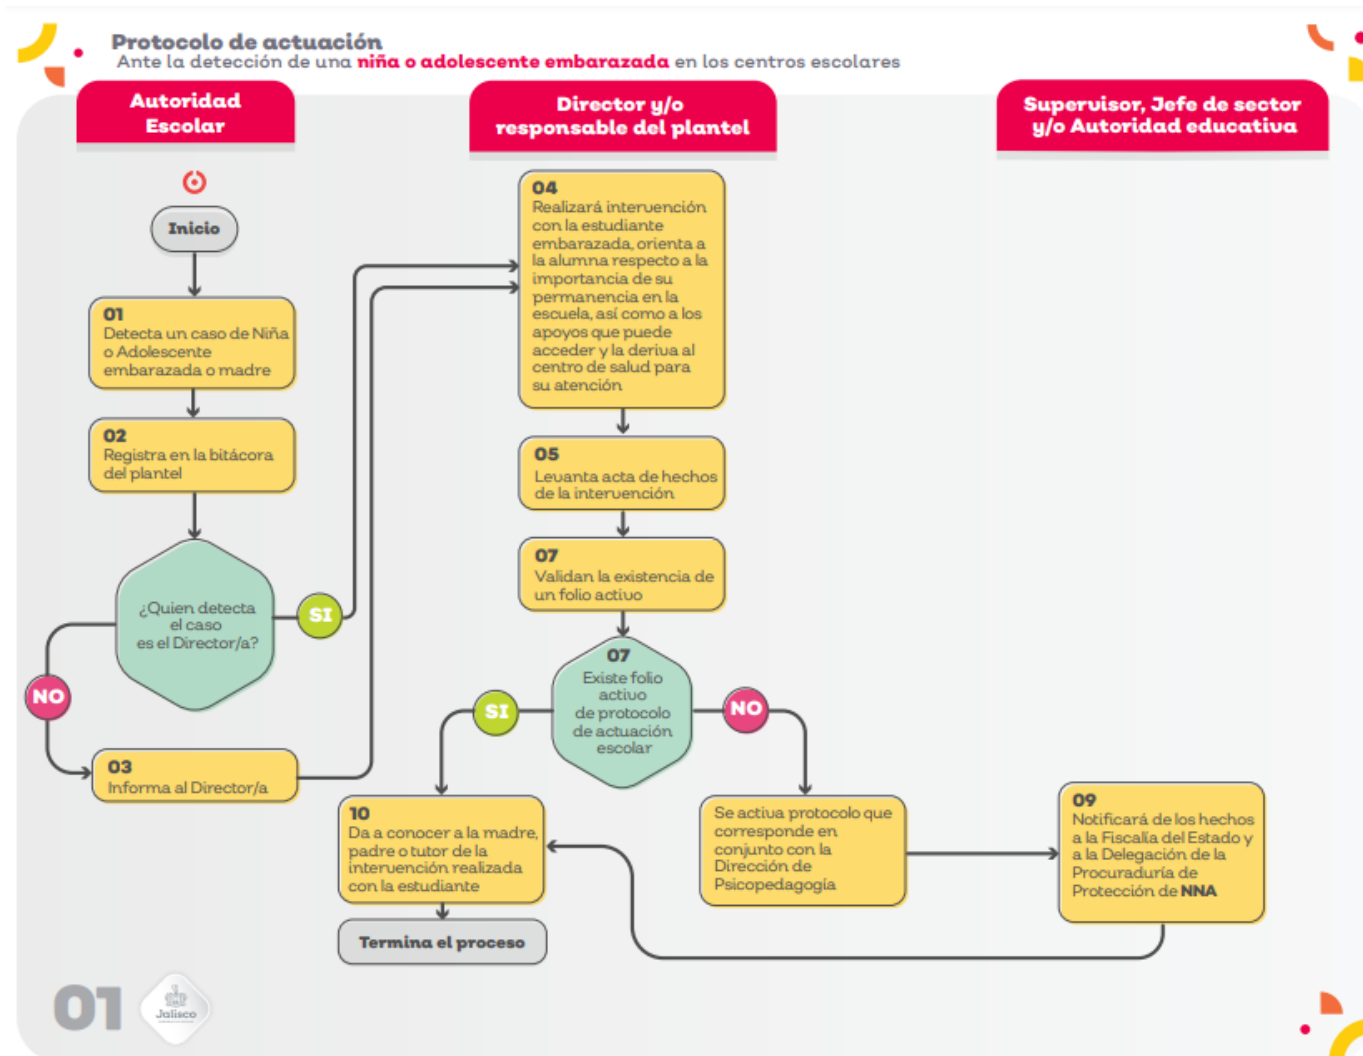 Protocolo de actuación
Ante la detección de una niña o adolescente embarazada en los centros escolares
Autoridad
Escolar
Director y/o
responsable del plantel
Supervisor, Jefe de sector
y/o Autoridad educativa
Inicio
01
Detecta un caso de Niña
o Adolescente
embarazada o madre
02
Registra en la bitácora
del plantel
¿Quien detecta
el caso
es el Director/a?
SI
NO
03
Informa al Director/a
04
Realizará intervención
con la estudiante
embarazada, orienta a
la alumna respecto a la
importancia de su
permanencia en la
escuela, así como a los
apoyos que puede
acceder y la deriva al
centro de salud para
su atención
05
Levanta acta de hechos
de la intervención
07
Validan la existencia de
un folio activo
07
Existe folio
activo
de protocolo
de actuación
escolar
SI
NO
10
Da a conocer a la madre,
padre o tutor de la
intervención realizada
con la estudiante
Termina el proceso
Se activa protocolo que
corresponde en
conjunto con la
Dirección de
Psicopedagogía
09
Notificará de los hechos
a la Fiscalía del Estado y
a la Delegación de la
Procuraduría de
Protección de NNA
01
Jalisco